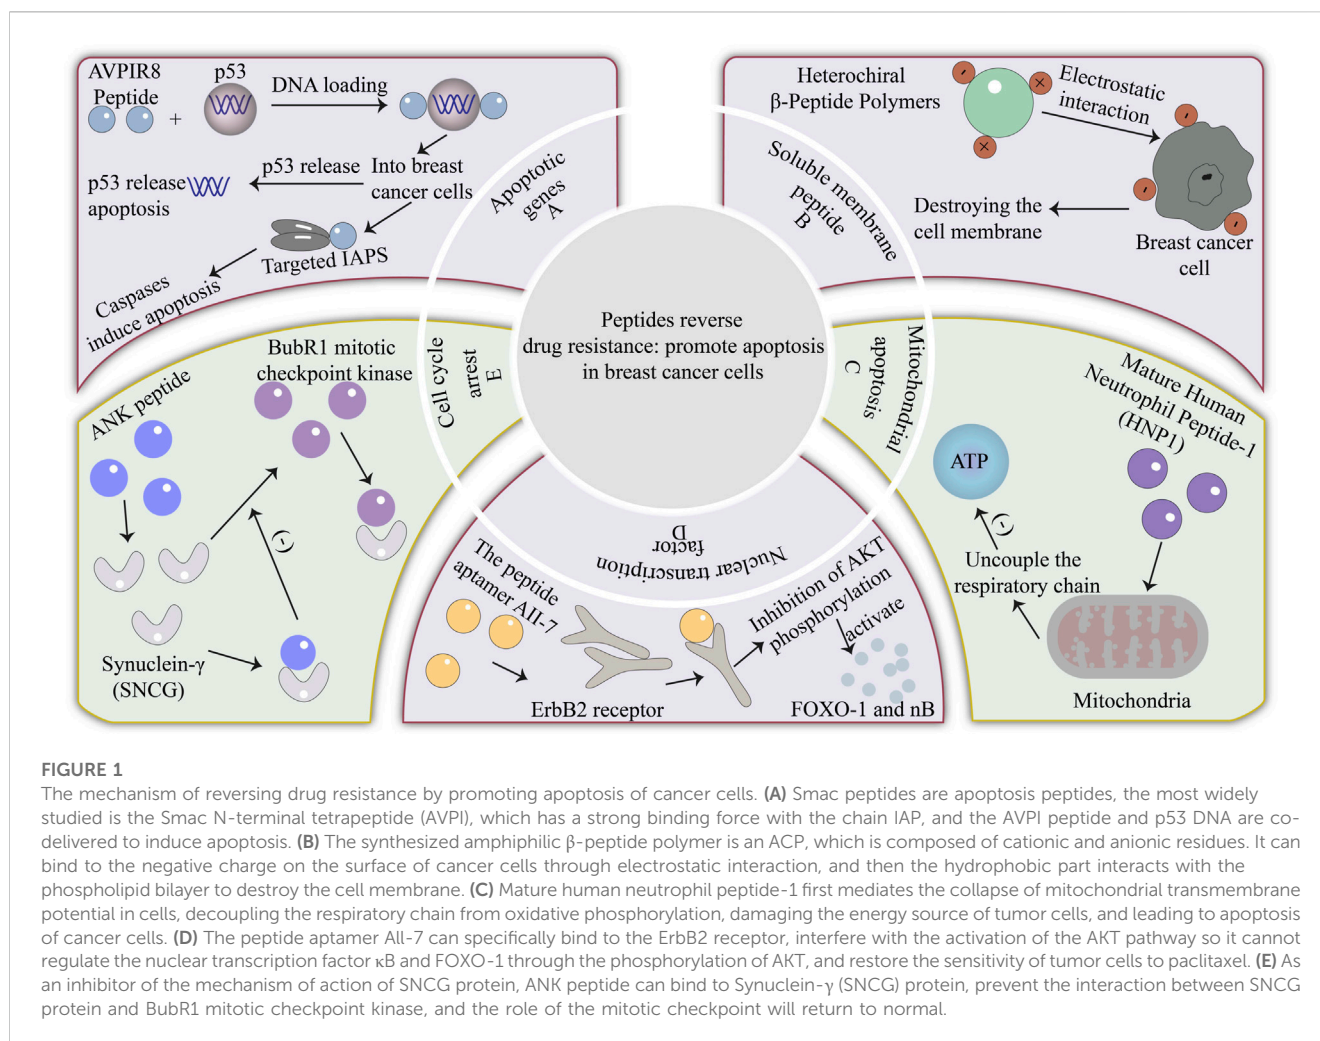 AVPIR8
Peptide
+
p53
DNA loading
Into breast
cancer cells
p53 release
p53 release
apoptosis
Targeted IAPS
Caspases
induce apoptosis
Apoptotic
genes
A
Heterochiral
β-Peptide Polymers
Electrostatic
interaction
Breast cancer
cell
Destroying the
cell membrane
Soluble membrane
peptide
B
Peptides reverse
drug resistance: promote apoptosis
in breast cancer cells
Mitochondrial
apoptosis
C
Mature Human
Neutrophil Peptide-1
(HNP1)
ATP
(-)
Uncouple the
respiratory chain
Mitochondria
Nuclear transcription
factor
D
The peptide
aptamer AII-7
ErbB2 receptor
Inhibition of AKT
phosphorylation
activate
FOXO-1 and nB
Cell cycle
arrest
E
BubR1 mitotic
checkpoint kinase
ANK peptide
(-)
Synuclein-γ
(SNCG)
FIGURE 1
The mechanism of reversing drug resistance by promoting apoptosis of cancer cells. (A) Smac peptides are apoptosis peptides, the most widely
studied is the Smac N-terminal tetrapeptide (AVPI), which has a strong binding force with the chain IAP, and the AVPI peptide and p53 DNA are co-
delivered to induce apoptosis. (B) The synthesized amphiphilic β-peptide polymer is an ACP, which is composed of cationic and anionic residues. It can
bind to the negative charge on the surface of cancer cells through electrostatic interaction, and then the hydrophobic part interacts with the
phospholipid bilayer to destroy the cell membrane. (C) Mature human neutrophil peptide-1 first mediates the collapse of mitochondrial transmembrane
potential in cells, decoupling the respiratory chain from oxidative phosphorylation, damaging the energy source of tumor cells, and leading to apoptosis
of cancer cells. (D) The peptide aptamer All-7 can specifically bind to the ErbB2 receptor, interfere with the activation of the AKT pathway so it cannot
regulate the nuclear transcription factor κB and FOXO-1 through the phosphorylation of AKT, and restore the sensitivity of tumor cells to paclitaxel. (E) As
an inhibitor of the mechanism of action of SNCG protein, ANK peptide can bind to Synuclein-γ (SNCG) protein, prevent the interaction between SNCG
protein and BubR1 mitotic checkpoint kinase, and the role of the mitotic checkpoint will return to normal.